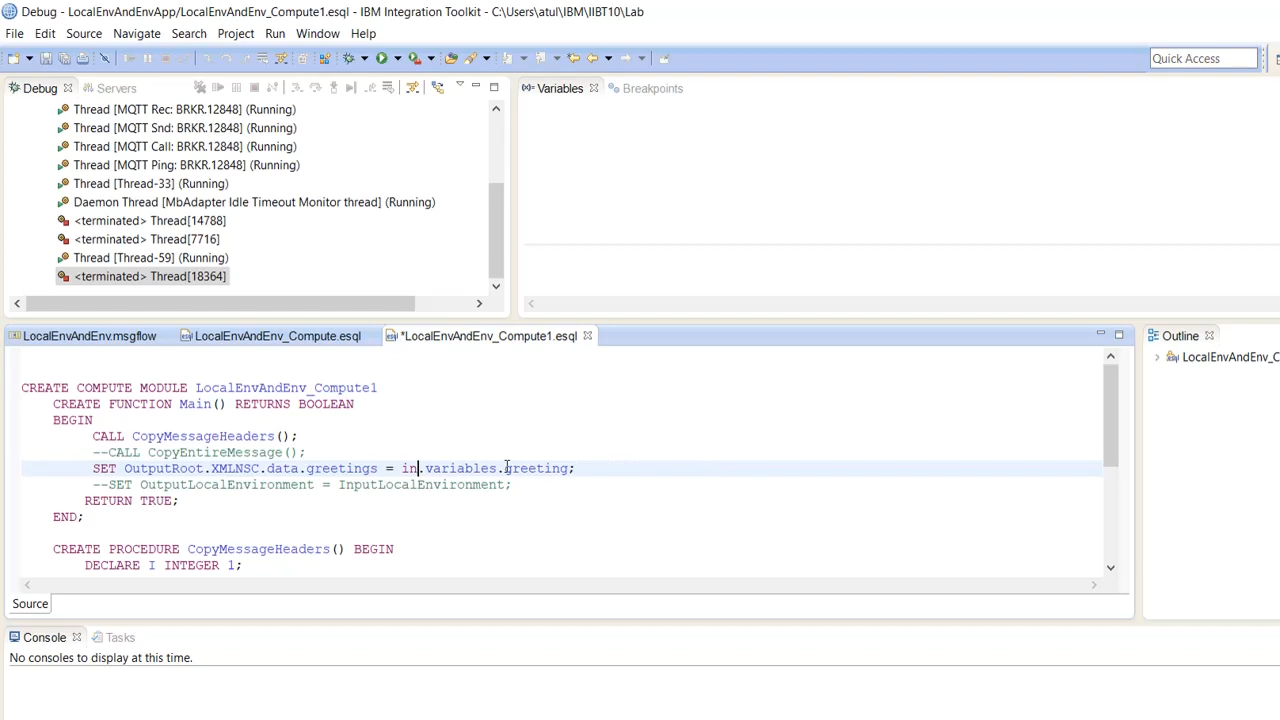 Debug - LocalEnvAndEnvApp/LocalEnvAndEnv_Compute1.esql - IBM Integration Toolkit - C:\Users\atul\IBM\IIBT10\Lab
File Edit Source Navigate Search Project Run Window Help
Quick Access
Debug Servers
Variables Breakpoints
Thread [MQTT Rec: BRKR.12848] (Running)
Thread [MQTT Snd: BRKR.12848] (Running)
Thread [MQTT Call: BRKR.12848] (Running)
Thread [MQTT Ping: BRKR.12848] (Running)
Thread [Thread-33] (Running)
Daemon Thread [MbAdapter Idle Timeout Monitor thread] (Running)
<terminated> Thread[14788]
<terminated> Thread[7716]
Thread [Thread-59] (Running)
<terminated> Thread[18364]
LocalEnvAndEnv.msgflow LocalEnvAndEnv_Compute.esql *LocalEnvAndEnv_Compute1.esql
Outline
LocalEnvAndEnv_C
CREATE COMPUTE MODULE LocalEnvAndEnv_Compute1
CREATE FUNCTION Main() RETURNS BOOLEAN
BEGIN
CALL CopyMessageHeaders();
--CALL CopyEntireMessage();
SET OutputRoot.XMLNSC.data.greetings = in.variables.greeting;
--SET OutputLocalEnvironment = InputLocalEnvironment;
RETURN TRUE;
END;
CREATE PROCEDURE CopyMessageHeaders() BEGIN
DECLARE I INTEGER 1;
Source
Console Tasks
No consoles to display at this time.